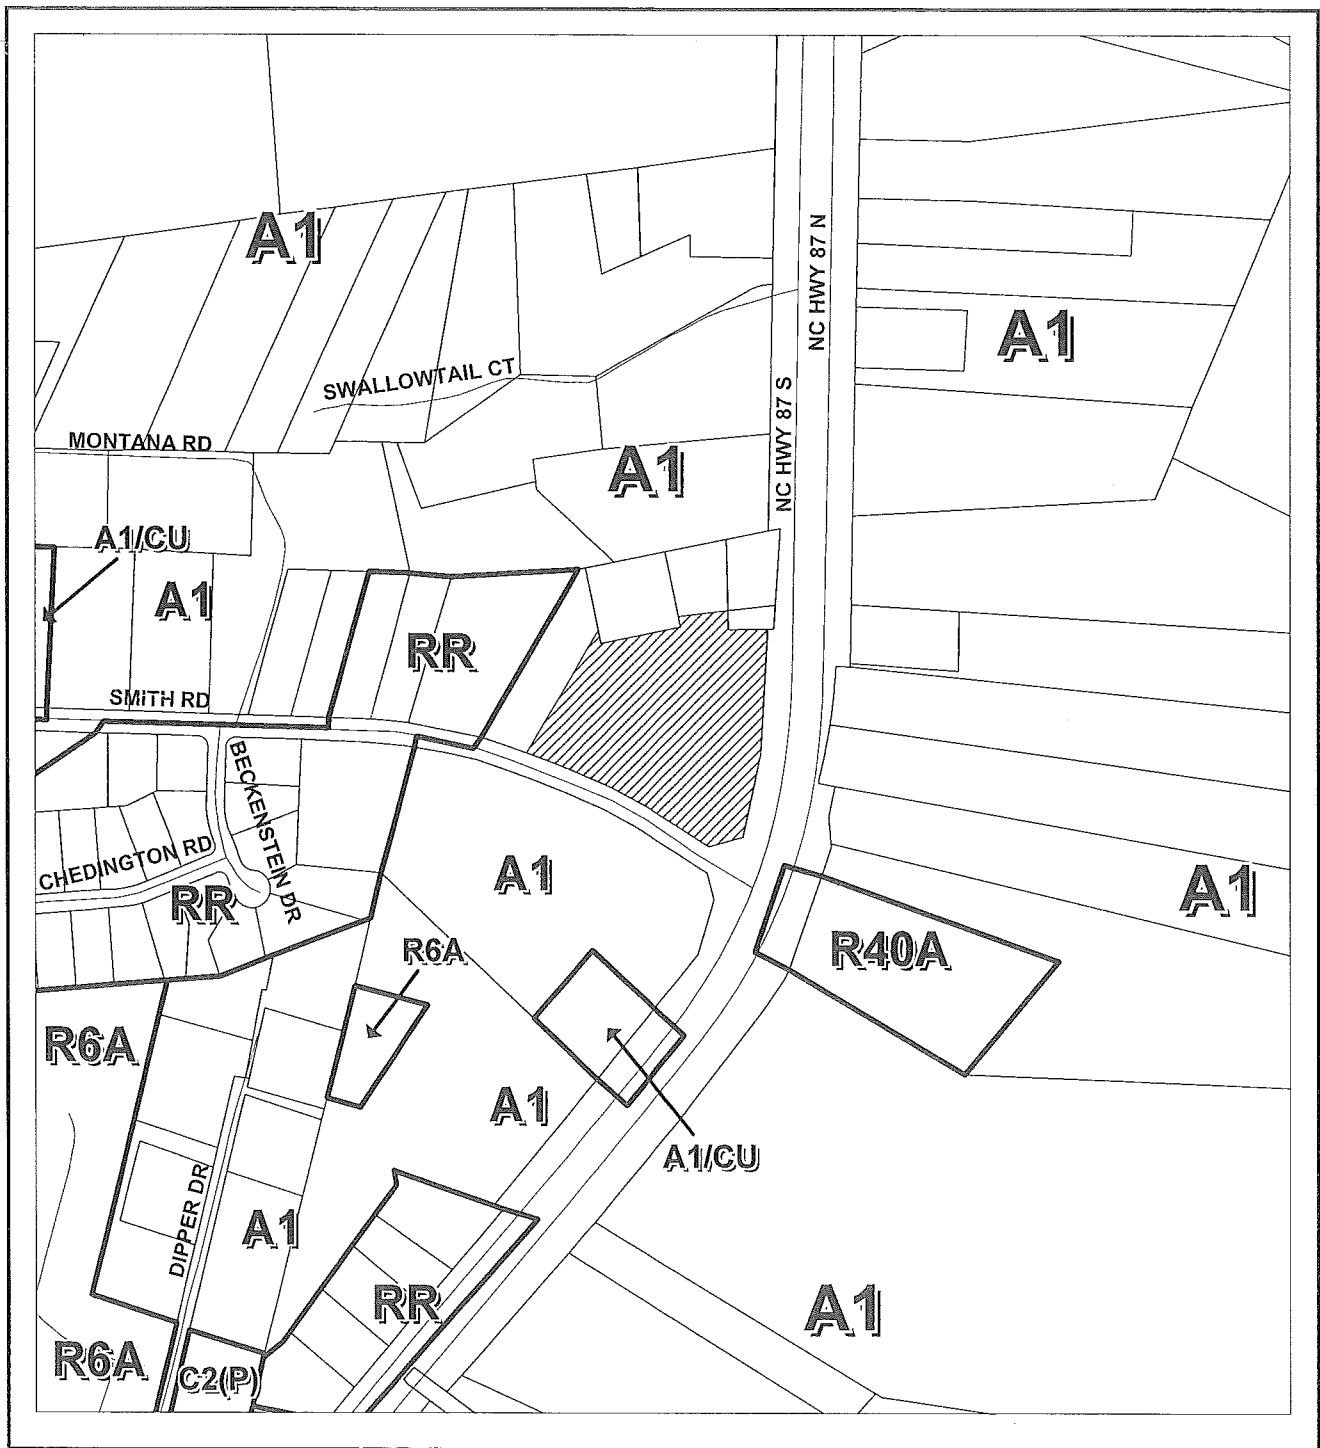 A1
NC HWY 87 N
A1
SWALLOWTAIL CT
NC HWY 87 S
MONTANA RD
A1
A1/CU
A1
RR
SMITH RD
BECKENSTEIN DR
CHEDINGTON RD
A1
A1
RR
R6A
R40A
R6A
A1
A1/CU
DIPPER DR
A1
RR
A1
R6A
C2(P)